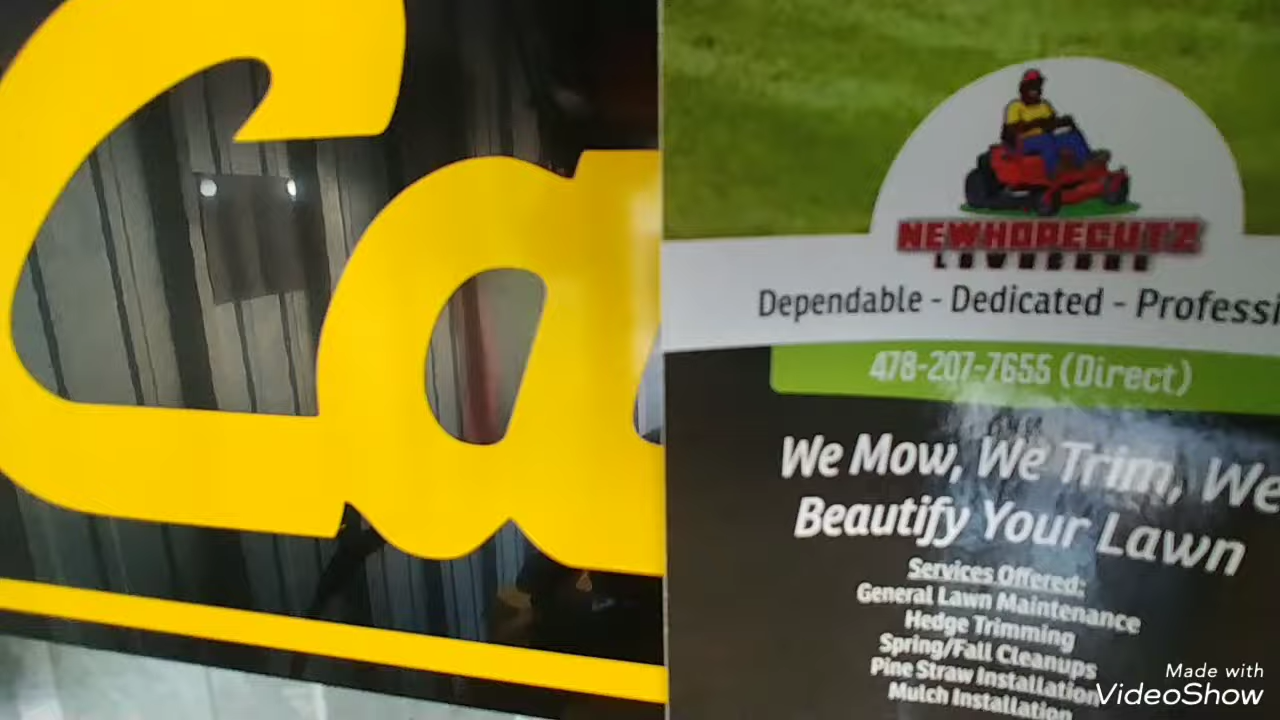 Ca
NEWHOPECUTZ
LAWNCARE
Dependable - Dedicated - Professi
478-207-7655 (Direct)
We Mow, We Trim, We
Beautify Your Lawn
Services Offered:
General Lawn Maintenance
Hedge Trimming
Spring/Fall Cleanups
Pine Straw Installation
Mulch Installation
Made with
VideoShow